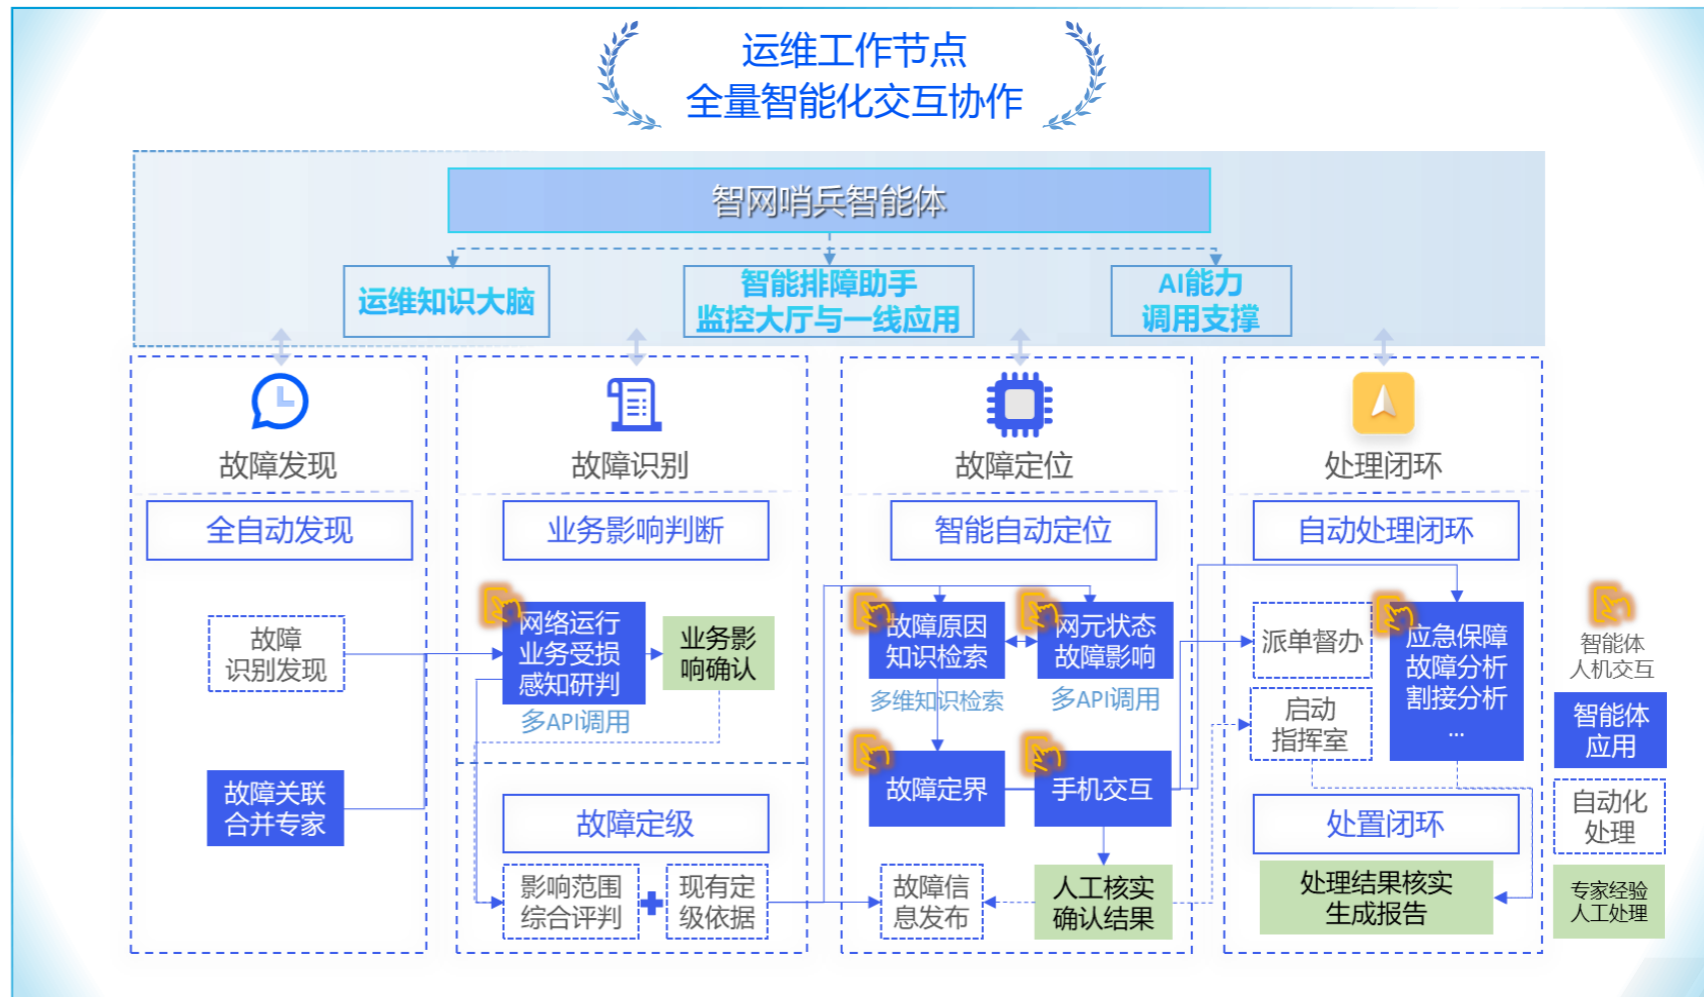 运维工作节点
全量智能化交互协作
智网哨兵智能体
运维知识大脑
智能排障助手
监控大厅与一线应用
AI能力
调用支撑
故障发现
全自动发现
故障
识别发现
故障关联
合并专家
故障识别
业务影响判断
网络运行
业务受损
感知研判
多API调用
业务影
响确认
故障定级
影响范围
综合评判
现有定
级依据
故障定位
智能自动定位
故障原因
知识检索
多维知识检索
网元状态
故障影响
多API调用
故障定界
手机交互
故障信
息发布
人工核实
确认结果
处理闭环
自动处理闭环
派单督办
启动
指挥室
应急保障
故障分析
割接分析
...
处置闭环
处理结果核实
生成报告
智能体
人机交互
智能体
应用
自动化
处理
专家经验
人工处理